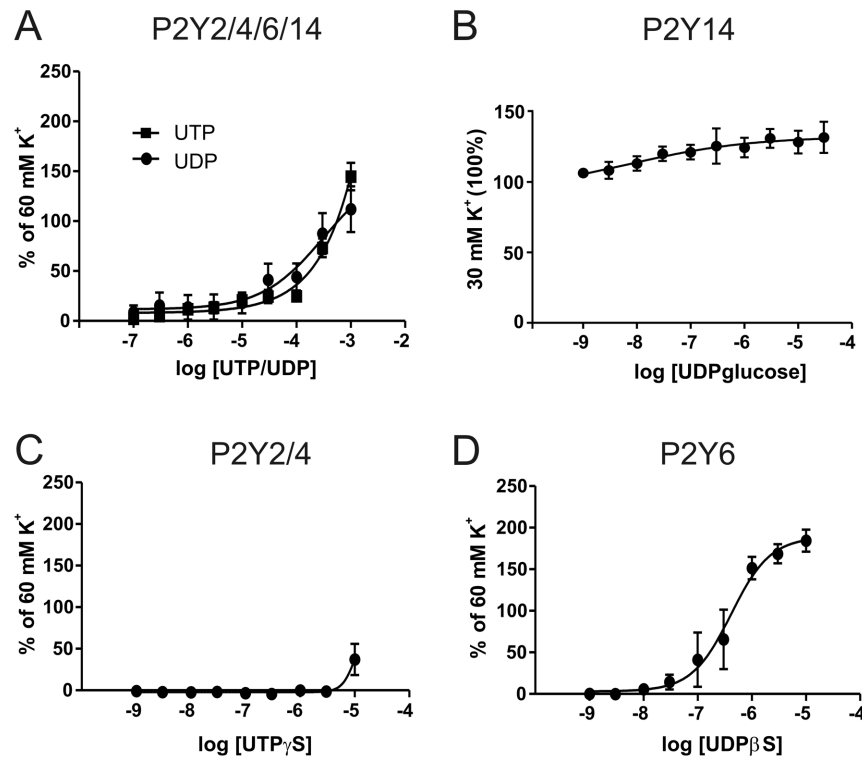 A
P2Y2/4/6/14
250
200
150
100
50
0
% of 60 mM K⁺
UTP
UDP
-7 -6 -5 -4 -3 -2
log [UTP/UDP]
B
P2Y14
150
100
50
0
30 mM K⁺ (100%)
-9 -8 -7 -6 -5 -4
log [UDPglucose]
C
P2Y2/4
250
200
150
100
50
0
% of 60 mM K⁺
-9 -8 -7 -6 -5 -4
log [UTPγS]
D
P2Y6
250
200
150
100
50
0
% of 60 mM K⁺
-9 -8 -7 -6 -5 -4
log [UDPβS]